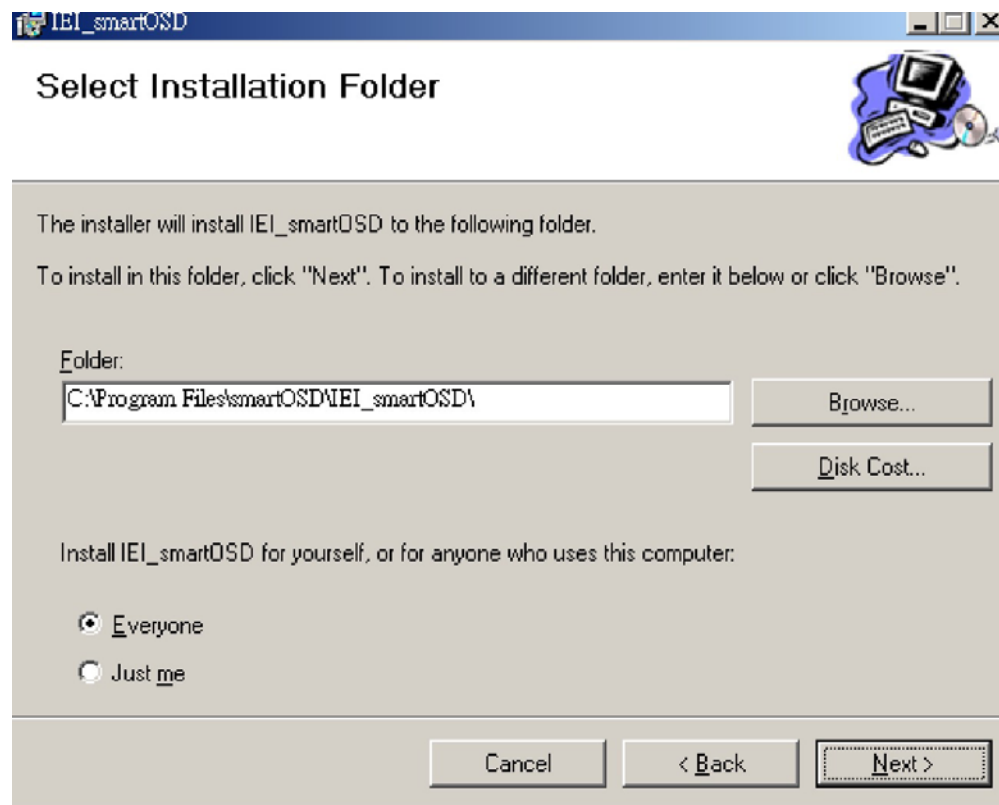 IEI_smartOSD
Select Installation Folder
The installer will install IEI_smartOSD to the following folder.
To install in this folder, click "Next". To install to a different folder, enter it below or click "Browse".
Folder:
C:\Program Files\smartOSD\IEI_smartOSD\
Browse...
Disk Cost...
Install IEI_smartOSD for yourself, or for anyone who uses this computer:
Everyone
Just me
Cancel
< Back
Next >